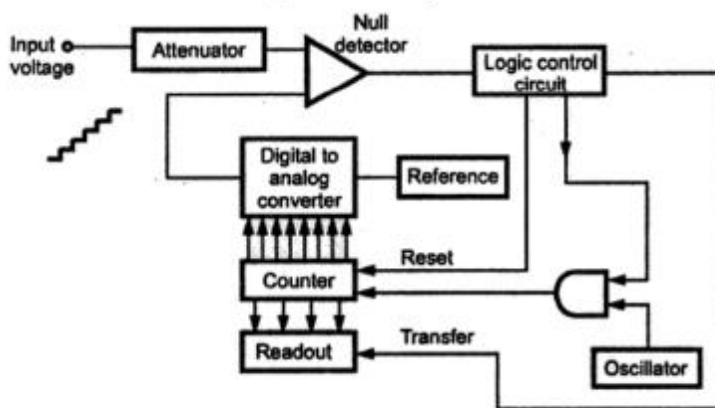 Null
detector
Input
voltage
Attenuator
Logic control
circuit
Digital to
analog
converter
Reference
Reset
Counter
Transfer
Readout
Oscillator